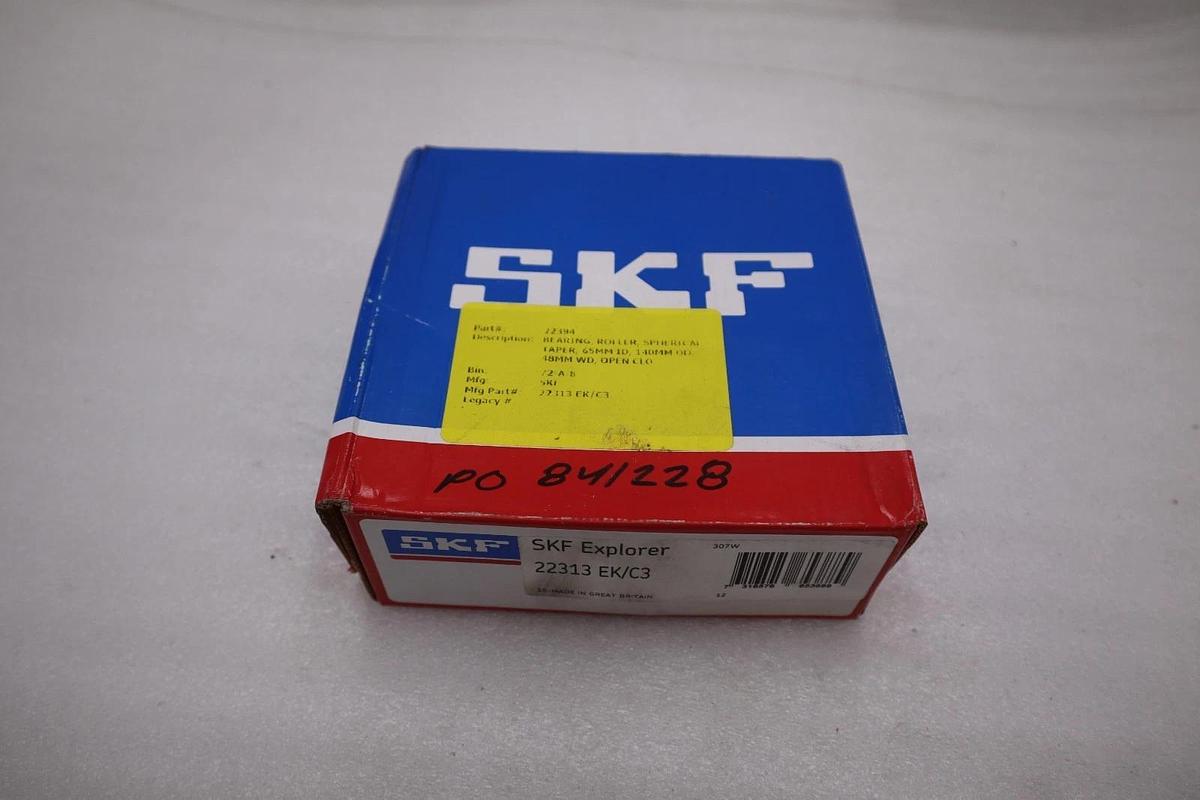 SKF
Part#: 22394
Description: BEARING, ROLLER, SPHERICAL
TAPER, 65MM ID, 140MM OD,
48MM WD, OPEN CLO
Bin: 72-A-8
Mfg: SKF
Mfg Part#: 22313 EK/C3
Legacy #
PO 841228
SKF
SKF Explorer
22313 EK/C3
MADE IN GREAT BRITAIN
307W
12